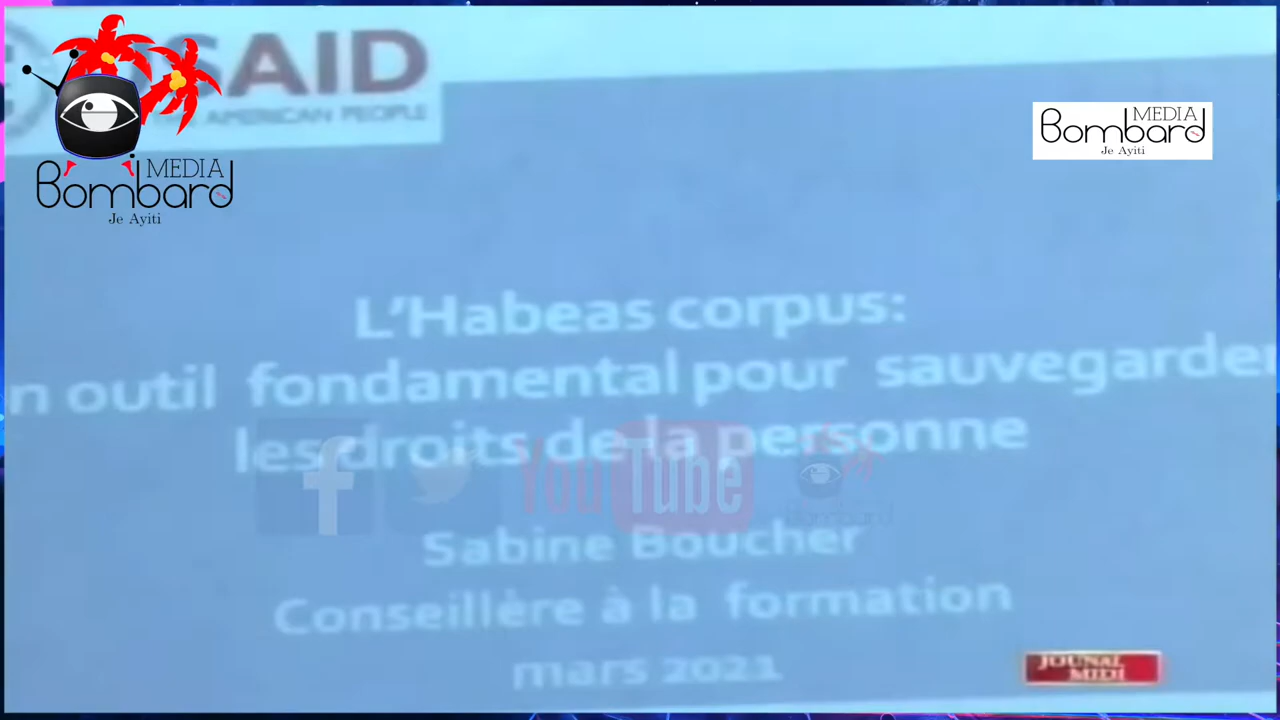 SAID
AMERICAN PEOPLE
MEDIA
Bombard
Je Ayiti
MEDIA
Bombard
Je Ayiti
L'Habeas corpus:
n outil fondamental pour sauvegarder
les droits de la personne
YouTube
Sabine Boucher
Conseillère à la formation
mars 2021
JOUNAL
MIDI